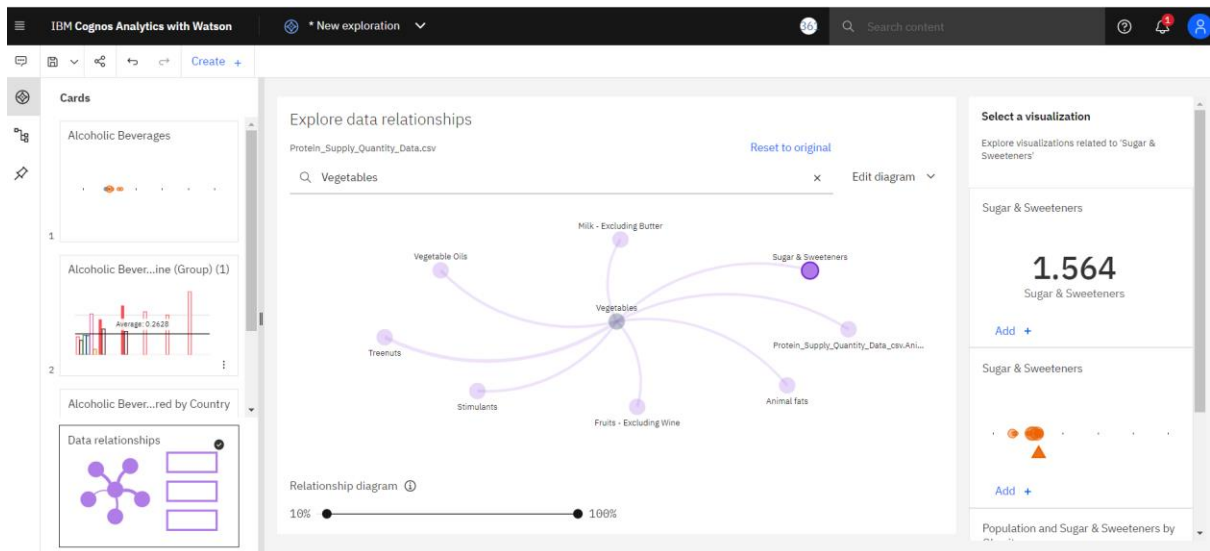 IBM Cognos Analytics with Watson
* New exploration
36
Search content
1
Create +
Cards
Alcoholic Beverages
1
Alcoholic Bever...ine (Group) (1)
Average: 0.2628
2
Alcoholic Bever...red by Country
Data relationships
Explore data relationships
Protein_Supply_Quantity_Data.csv
Reset to original
Vegetables
Edit diagram
Milk - Excluding Butter
Vegetable Oils
Sugar & Sweeteners
Vegetables
Treenuts
Protein_Supply_Quantity_Data_csv.Ani...
Stimulants
Animal fats
Fruits - Excluding Wine
Relationship diagram
10%
100%
Select a visualization
Explore visualizations related to 'Sugar &
Sweeteners'
Sugar & Sweeteners
1.564
Sugar & Sweeteners
Add +
Sugar & Sweeteners
Add +
Population and Sugar & Sweeteners by